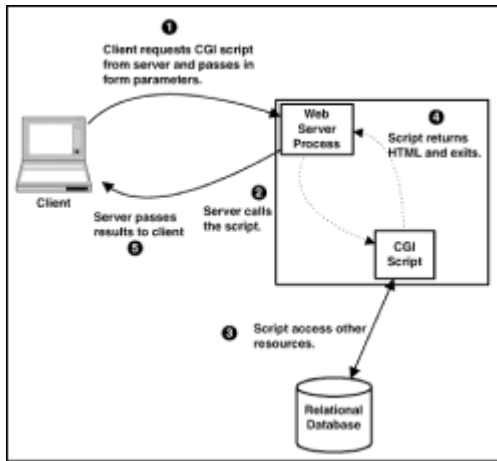 1
Client requests CGI script
from server and passes in
form parameters.
Web
Server
Process
4
Script returns
HTML and exits.
Client
2
Server calls
the script.
Server passes
results to client
5
CGI
Script
3
Script access other
resources.
Relational
Database